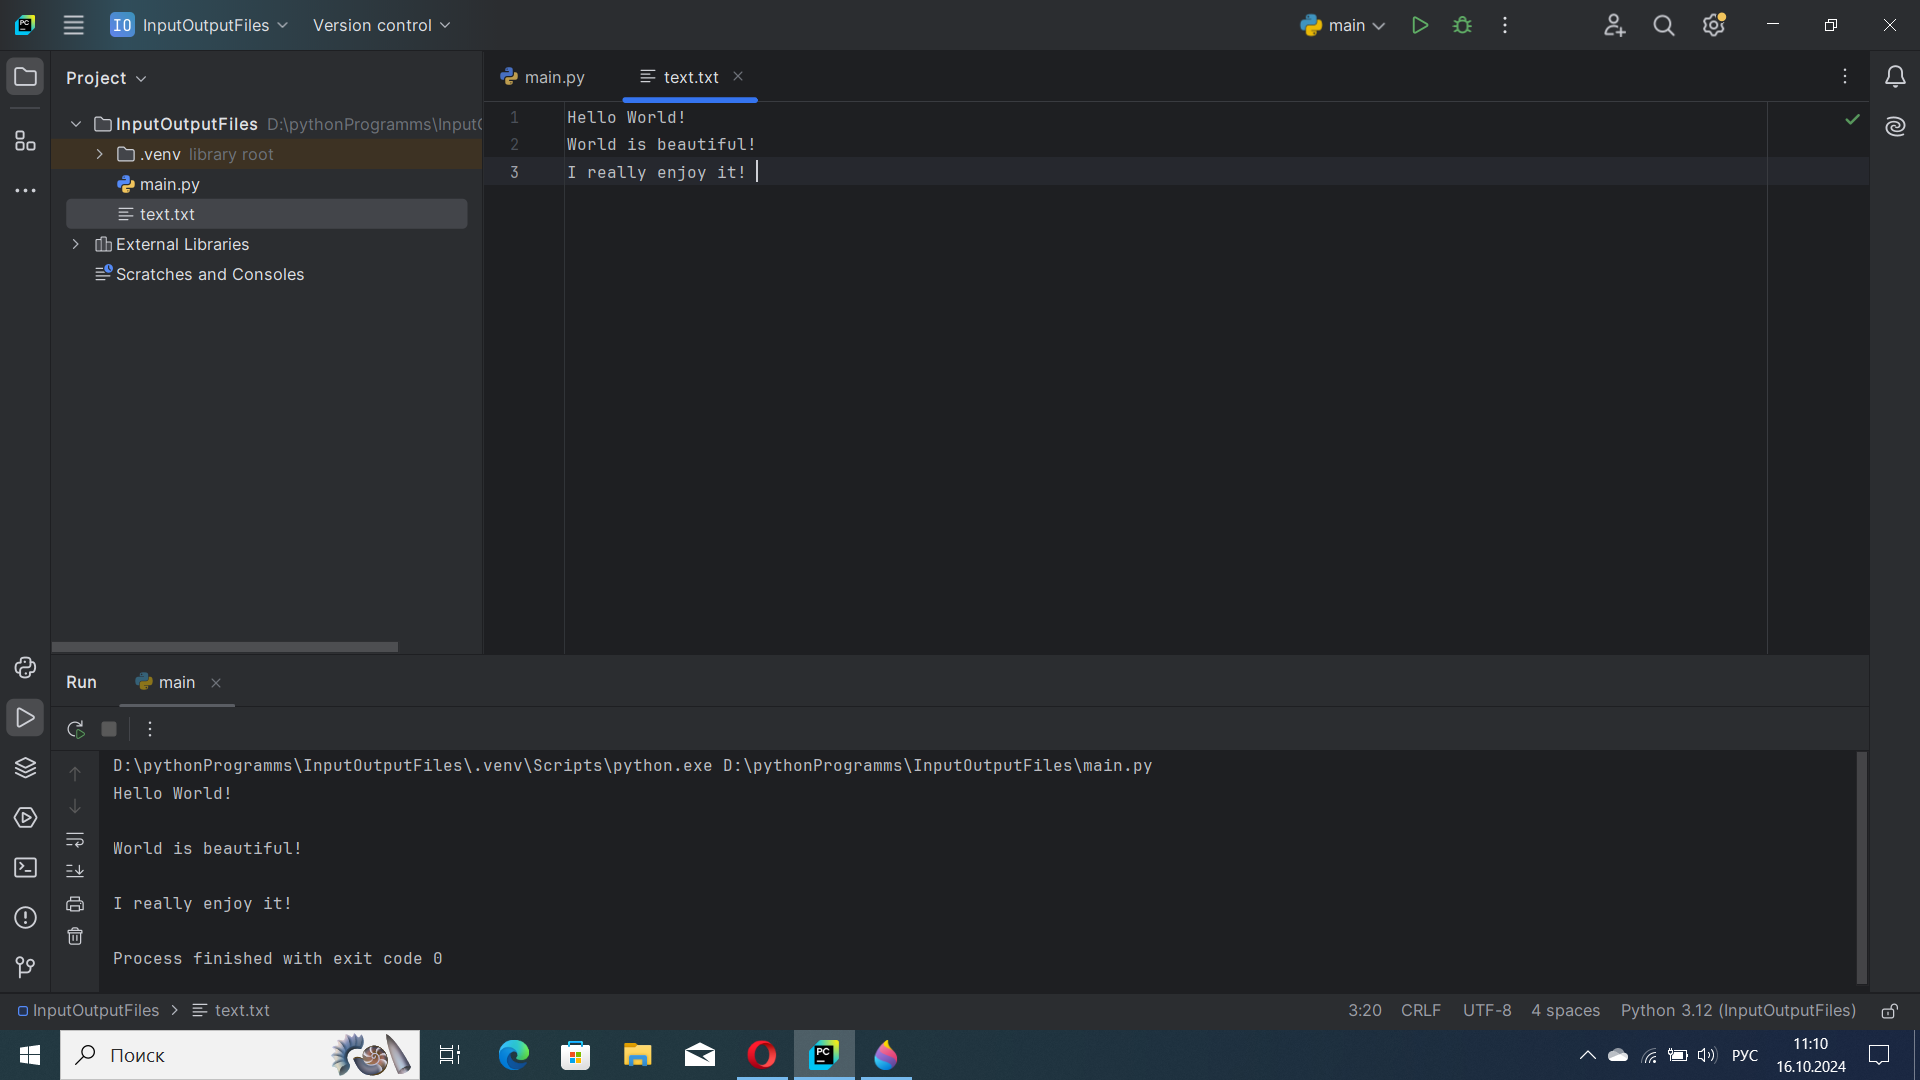 IO InputOutputFiles Version control main
Project
main.py text.txt
InputOutputFiles D:\pythonProgramms\Input
.venv library root
main.py
text.txt
External Libraries
Scratches and Consoles
1 Hello World!
2 World is beautiful!
3 I really enjoy it!
Run main
D:\pythonProgramms\InputOutputFiles\.venv\Scripts\python.exe D:\pythonProgramms\InputOutputFiles\main.py
Hello World!
World is beautiful!
I really enjoy it!
Process finished with exit code 0
InputOutputFiles > text.txt
3:20 CRLF UTF-8 4 spaces Python 3.12 (InputOutputFiles)
Поиск
РУС
11:10
16.10.2024